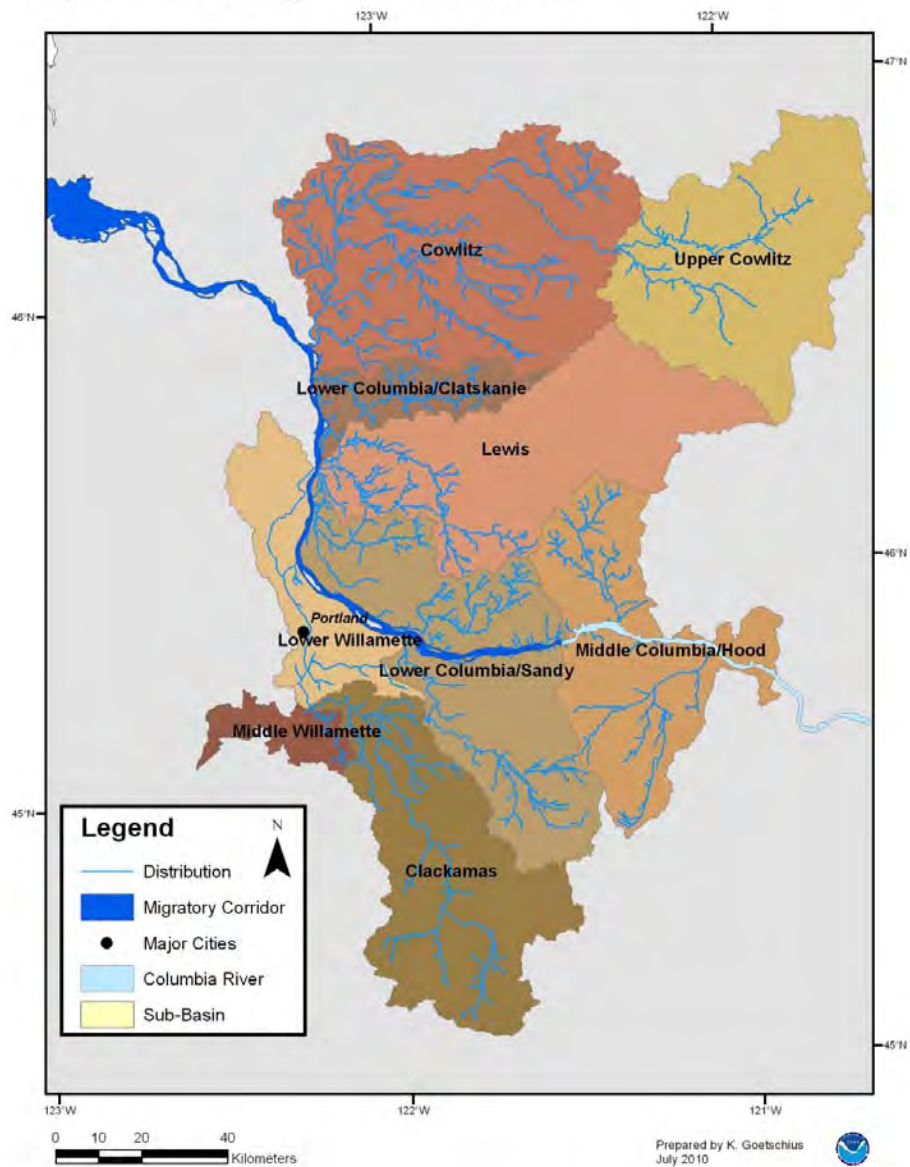 123°W
122°W
47°N
Cowlitz
Upper Cowlitz
46°N
Lower Columbia/Clatskanie
Lewis
46°N
Portland
Lower Willamette
Middle Columbia/Hood
Lower Columbia/Sandy
Middle Willamette
45°N
Legend
N
Distribution
Clackamas
Migratory Corridor
Major Cities
Columbia River
Sub-Basin
45°N
123°W
122°W
121°W
0 10 20 40
Kilometers
Prepared by K. Goetschius
July 2010